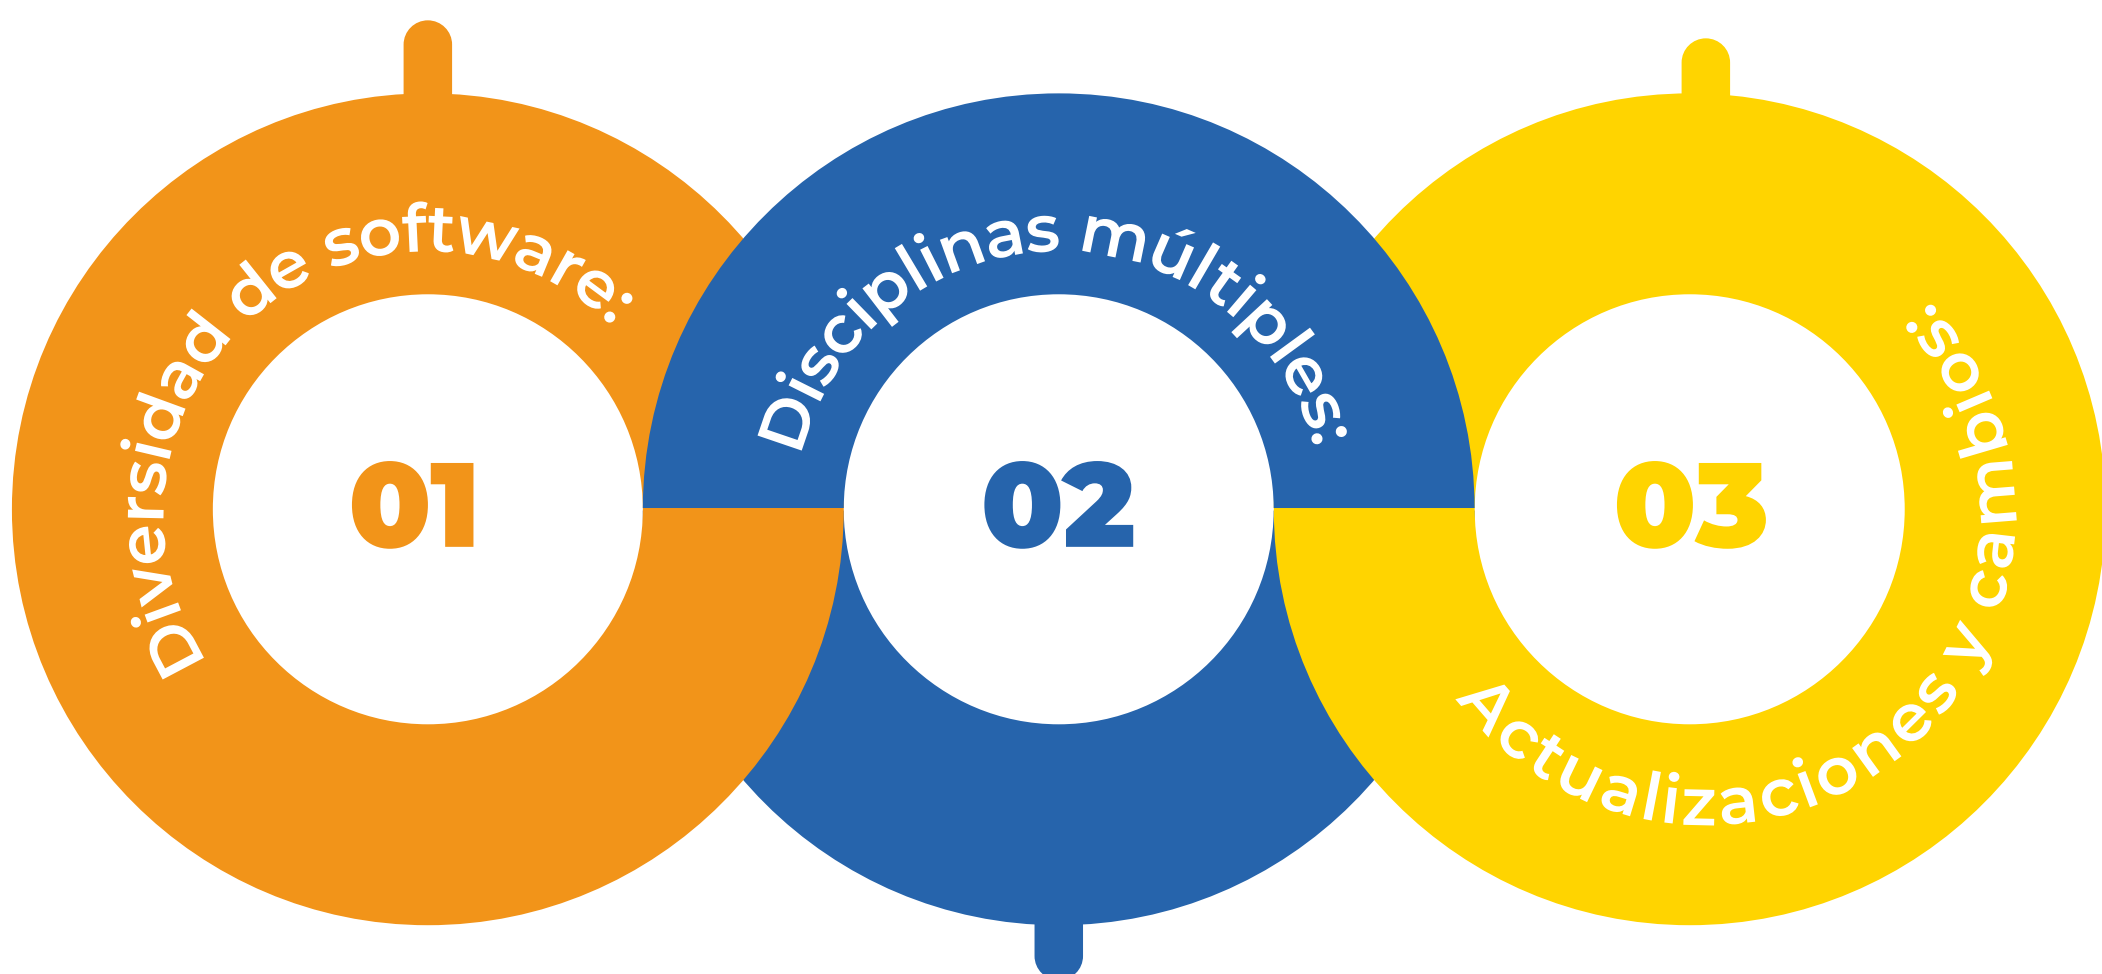 Diversidad de software:
01
Disciplinas múltiples:
02
Actualizaciones y cambios:
03